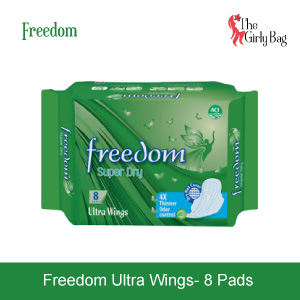 Freedom
The
Girly Bag
ACI
freedom
Super Dry
8
4X
Thinner
Odor
control
Ultra Wings
Freedom Ultra Wings- 8 Pads